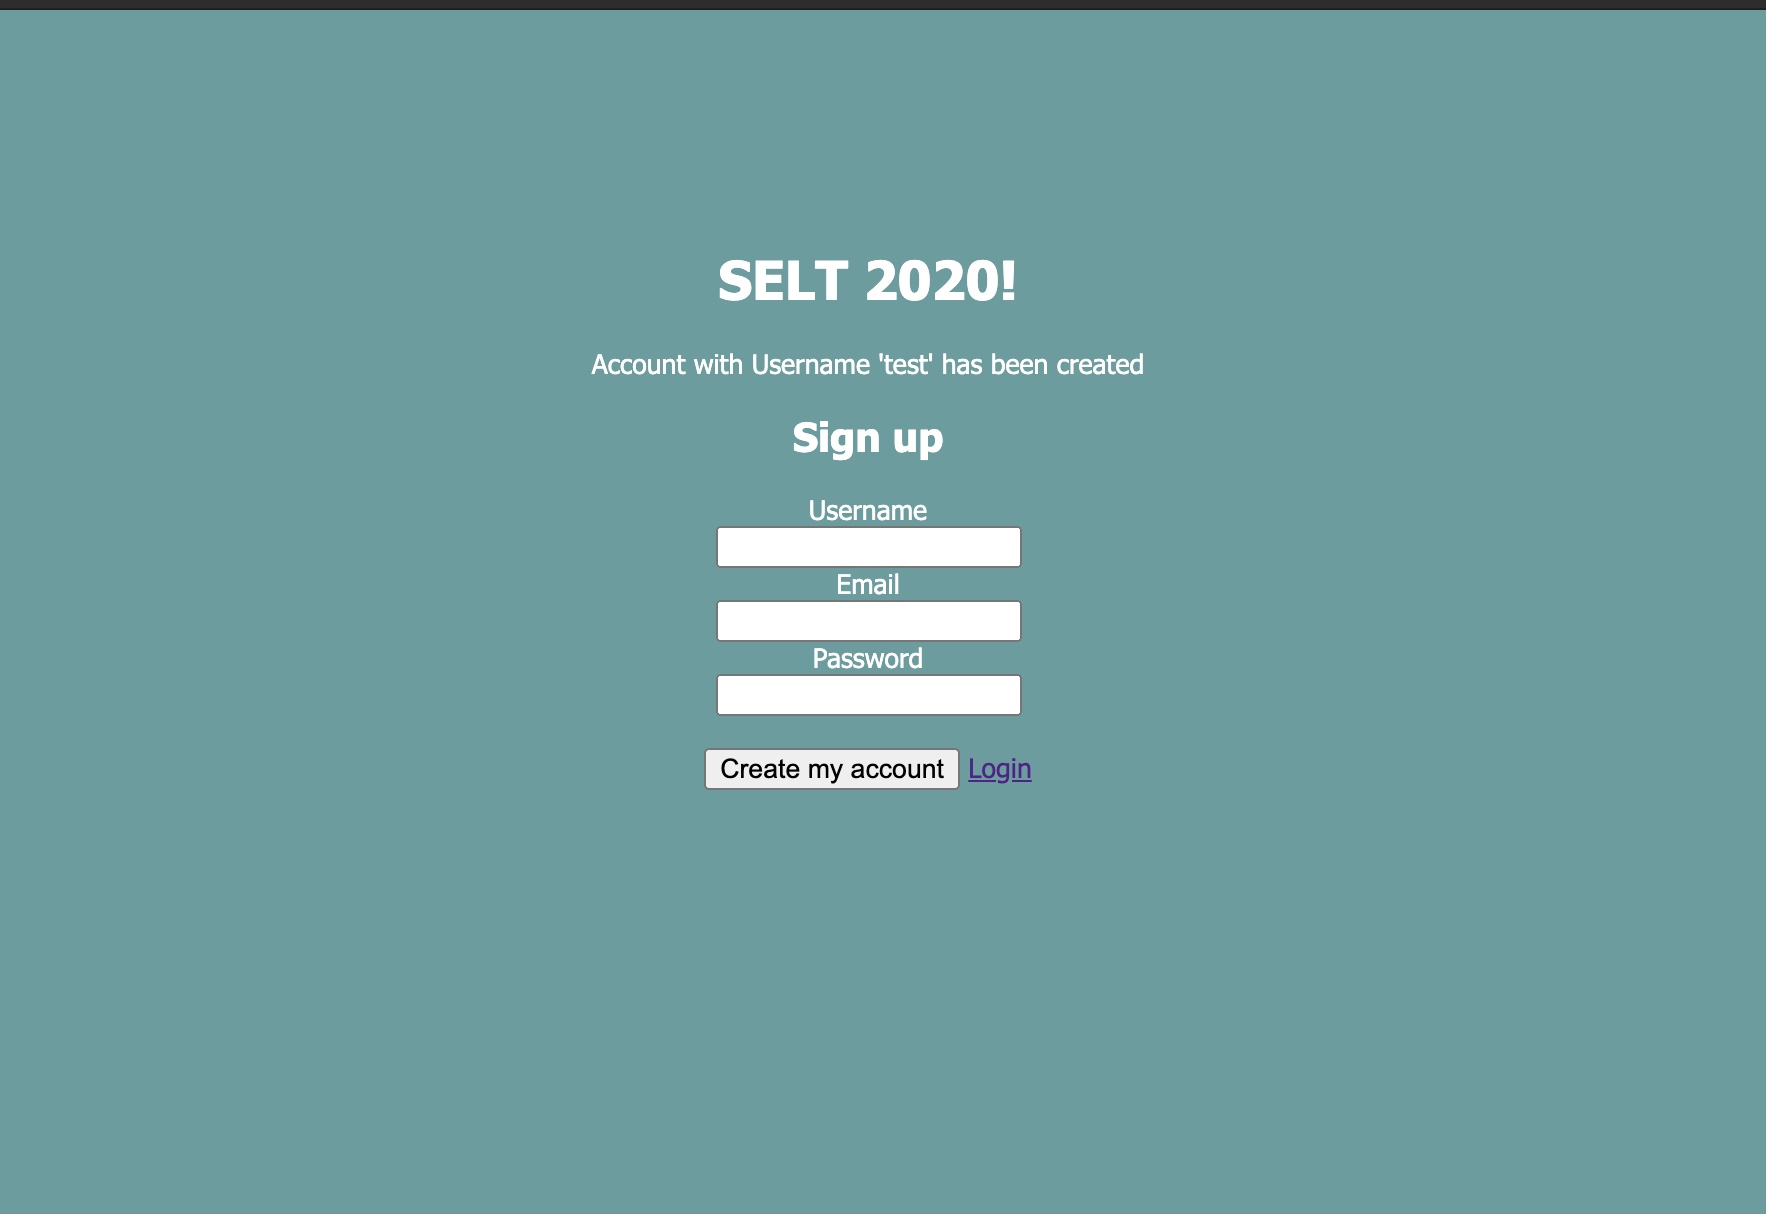 SELT 2020!
Account with Username 'test' has been created
Sign up
Username
Email
Password
Create my account Login